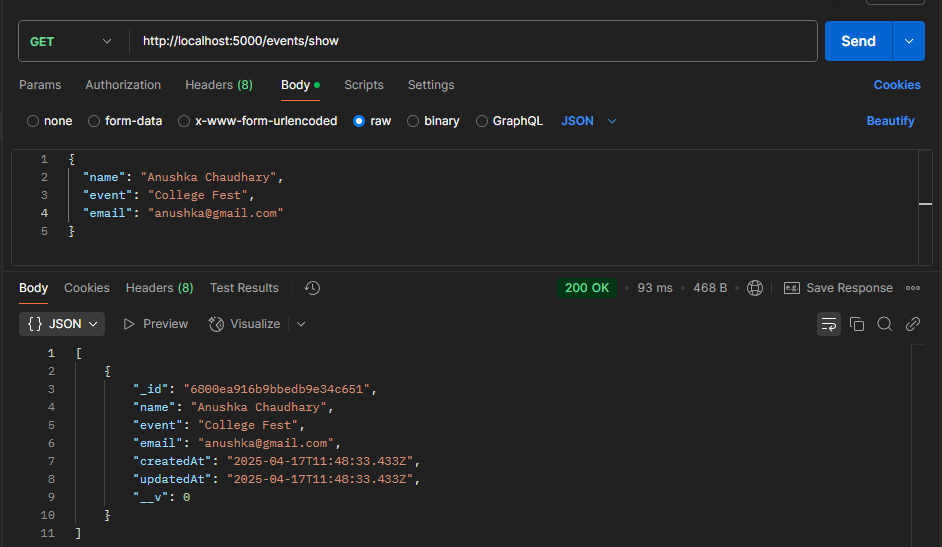 GET http://localhost:5000/events/show Send
Params Authorization Headers (8) Body Scripts Settings Cookies
none form-data x-www-form-urlencoded raw binary GraphQL JSON Beautify
1 {
2 "name": "Anushka Chaudhary",
3 "event": "College Fest",
4 "email": "anushka@gmail.com"
5 }
Body Cookies Headers (8) Test Results 200 OK • 93 ms • 468 B • e.g. Save Response
{} JSON Preview Visualize
1 [
2 {
3 "_id": "6800ea916b9bbedb9e34c651",
4 "name": "Anushka Chaudhary",
5 "event": "College Fest",
6 "email": "anushka@gmail.com",
7 "createdAt": "2025-04-17T11:48:33.433Z",
8 "updatedAt": "2025-04-17T11:48:33.433Z",
9 "__v": 0
10 }
11 ]